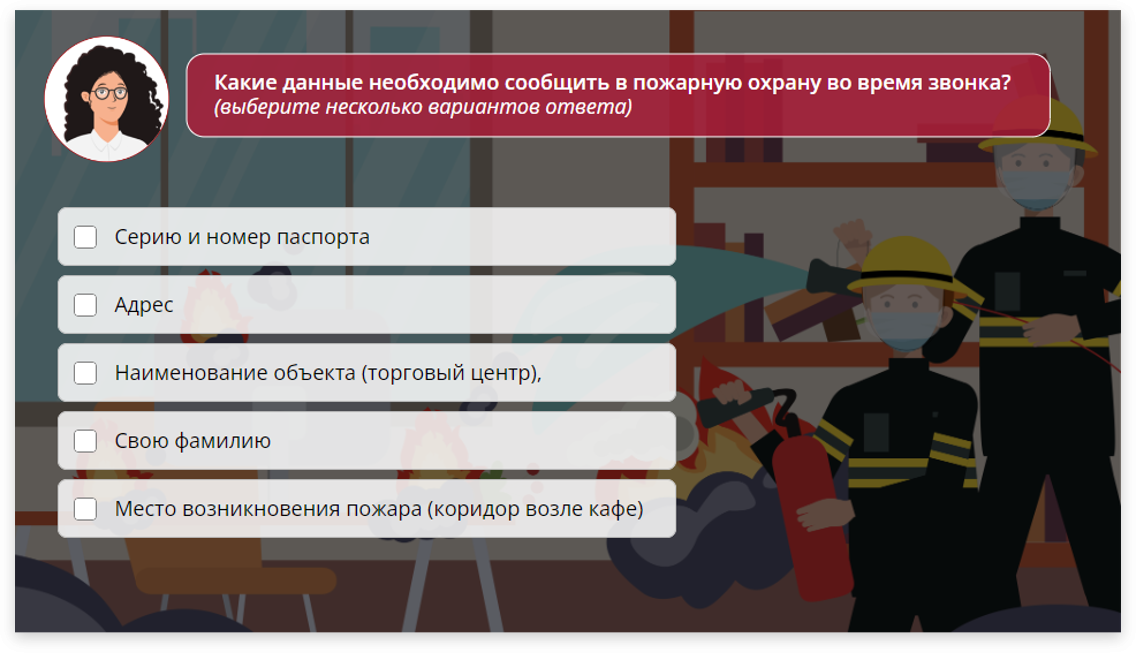 Какие данные необходимо сообщить в пожарную охрану во время звонка?
(выберите несколько вариантов ответа)
Серию и номер паспорта
Адрес
Наименование объекта (торговый центр),
Свою фамилию
Место возникновения пожара (коридор возле кафе)